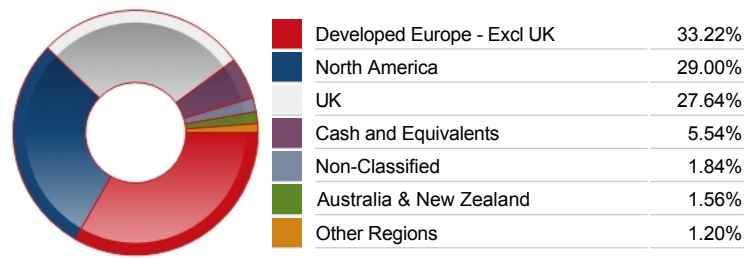 Developed Europe - Excl UK 33.22%
North America 29.00%
UK 27.64%
Cash and Equivalents 5.54%
Non-Classified 1.84%
Australia & New Zealand 1.56%
Other Regions 1.20%